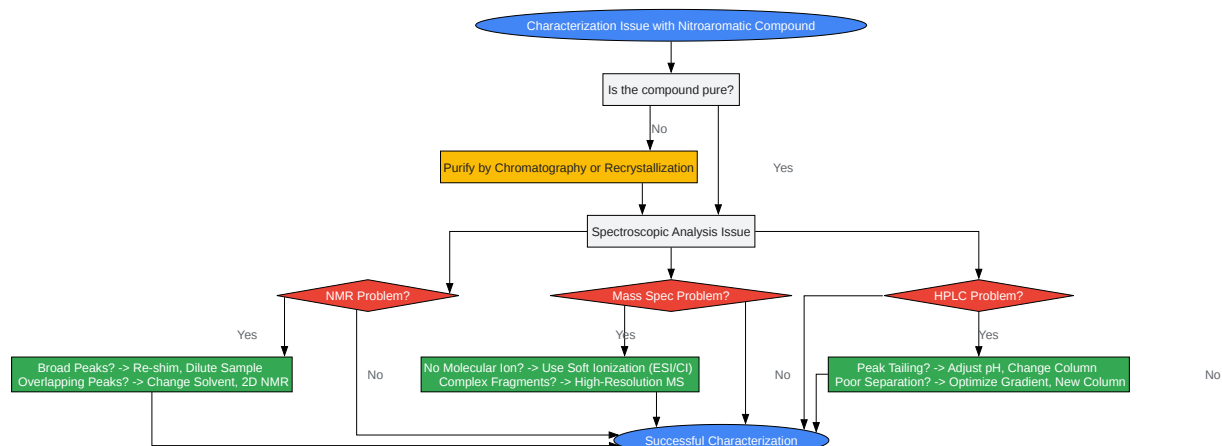 Characterization Issue with Nitroaromatic Compound
Is the compound pure?
No
Purify by Chromatography or Recrystallization
Yes
Spectroscopic Analysis Issue
NMR Problem?
Mass Spec Problem?
HPLC Problem?
Yes
Yes
Yes
Broad Peaks? -> Re-shim, Dilute Sample
Overlapping Peaks? -> Change Solvent, 2D NMR
No
No Molecular Ion? -> Use Soft Ionization (ESI/CI)
Complex Fragments? -> High-Resolution MS
No
Peak Tailing? -> Adjust pH, Change Column
Poor Separation? -> Optimize Gradient, New Column
No
Successful Characterization